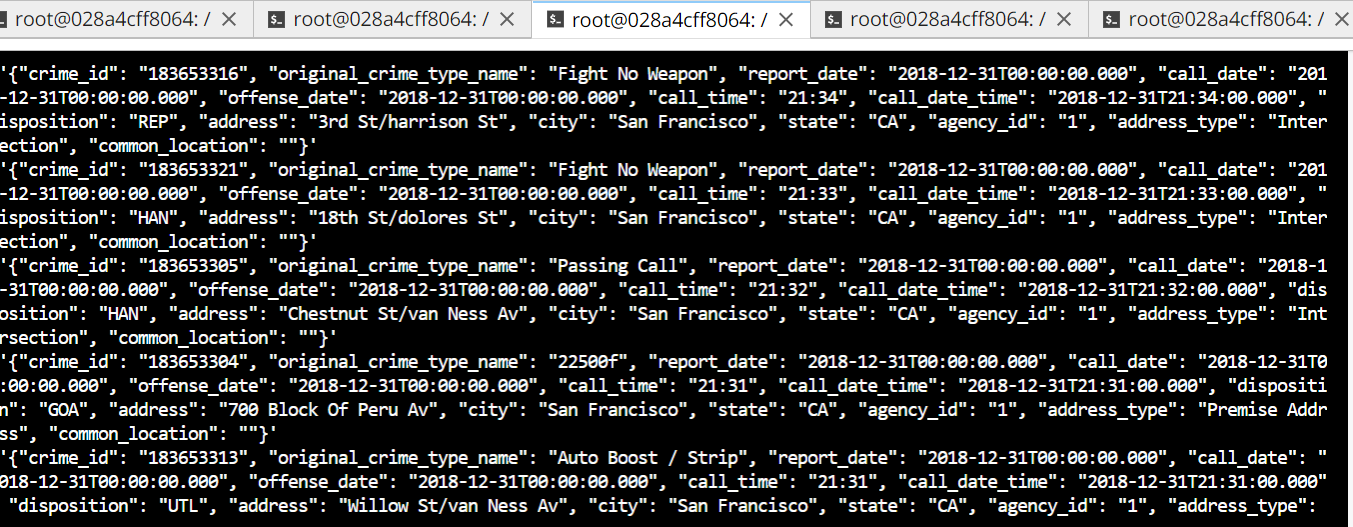 root@028a4cff8064: / root@028a4cff8064: / root@028a4cff8064: / root@028a4cff8064: / root@028a4cff8064: /
'{"crime_id": "183653316", "original_crime_type_name": "Fight No Weapon", "report_date": "2018-12-31T00:00:00.000", "call_date": "201
-12-31T00:00:00.000", "offense_date": "2018-12-31T00:00:00.000", "call_time": "21:34", "call_date_time": "2018-12-31T21:34:00.000", "
isposition": "REP", "address": "3rd St/harrison St", "city": "San Francisco", "state": "CA", "agency_id": "1", "address_type": "Inter
ection", "common_location": ""}'
'{"crime_id": "183653321", "original_crime_type_name": "Fight No Weapon", "report_date": "2018-12-31T00:00:00.000", "call_date": "201
-12-31T00:00:00.000", "offense_date": "2018-12-31T00:00:00.000", "call_time": "21:33", "call_date_time": "2018-12-31T21:33:00.000", "
isposition": "HAN", "address": "18th St/dolores St", "city": "San Francisco", "state": "CA", "agency_id": "1", "address_type": "Inter
ection", "common_location": ""}'
'{"crime_id": "183653305", "original_crime_type_name": "Passing Call", "report_date": "2018-12-31T00:00:00.000", "call_date": "2018-1
-31T00:00:00.000", "offense_date": "2018-12-31T00:00:00.000", "call_time": "21:32", "call_date_time": "2018-12-31T21:32:00.000", "dis
osition": "HAN", "address": "Chestnut St/van Ness Av", "city": "San Francisco", "state": "CA", "agency_id": "1", "address_type": "Int
rsection", "common_location": ""}'
'{"crime_id": "183653304", "original_crime_type_name": "22500f", "report_date": "2018-12-31T00:00:00.000", "call_date": "2018-12-31T0
:00:00.000", "offense_date": "2018-12-31T00:00:00.000", "call_time": "21:31", "call_date_time": "2018-12-31T21:31:00.000", "dispositi
n": "GOA", "address": "700 Block Of Peru Av", "city": "San Francisco", "state": "CA", "agency_id": "1", "address_type": "Premise Addr
ss", "common_location": ""}'
'{"crime_id": "183653313", "original_crime_type_name": "Auto Boost / Strip", "report_date": "2018-12-31T00:00:00.000", "call_date": "
018-12-31T00:00:00.000", "offense_date": "2018-12-31T00:00:00.000", "call_time": "21:31", "call_date_time": "2018-12-31T21:31:00.000"
"disposition": "UTL", "address": "Willow St/van Ness Av", "city": "San Francisco", "state": "CA", "agency_id": "1", "address_type":